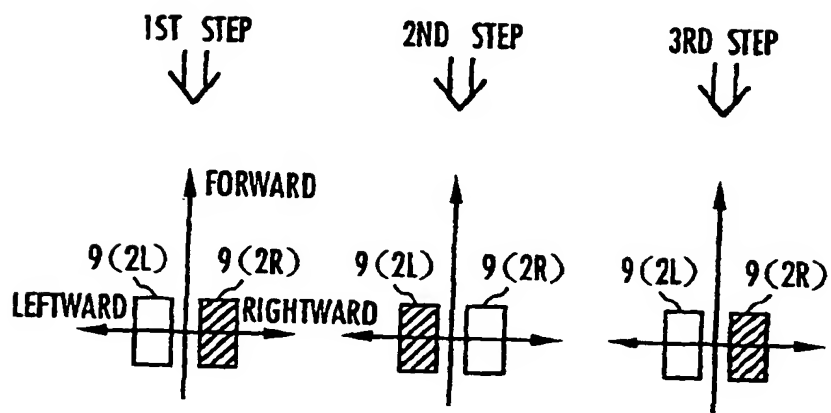 1ST STEP 2ND STEP 3RD STEP
FORWARD
9(2L) 9(2R) 9(2L) 9(2R) 9(2L) 9(2R)
LEFTWARD RIGHTWARD